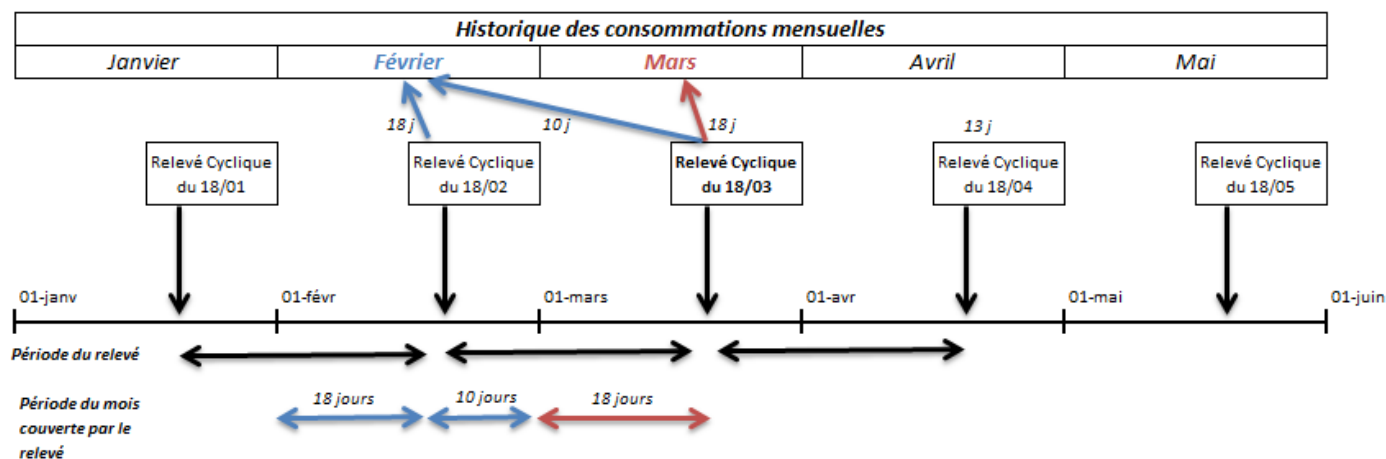 Historique des consommations mensuelles
Janvier Février Mars Avril Mai
18 j 10 j 18 j 13 j
Relevé Cyclique Relevé Cyclique Relevé Cyclique Relevé Cyclique Relevé Cyclique
du 18/01 du 18/02 du 18/03 du 18/04 du 18/05
01-janv 01-févr 01-mars 01-avr 01-mai 01-juin
Période du relevé
18 jours 10 jours 18 jours
Période du mois
couverte par le
relevé